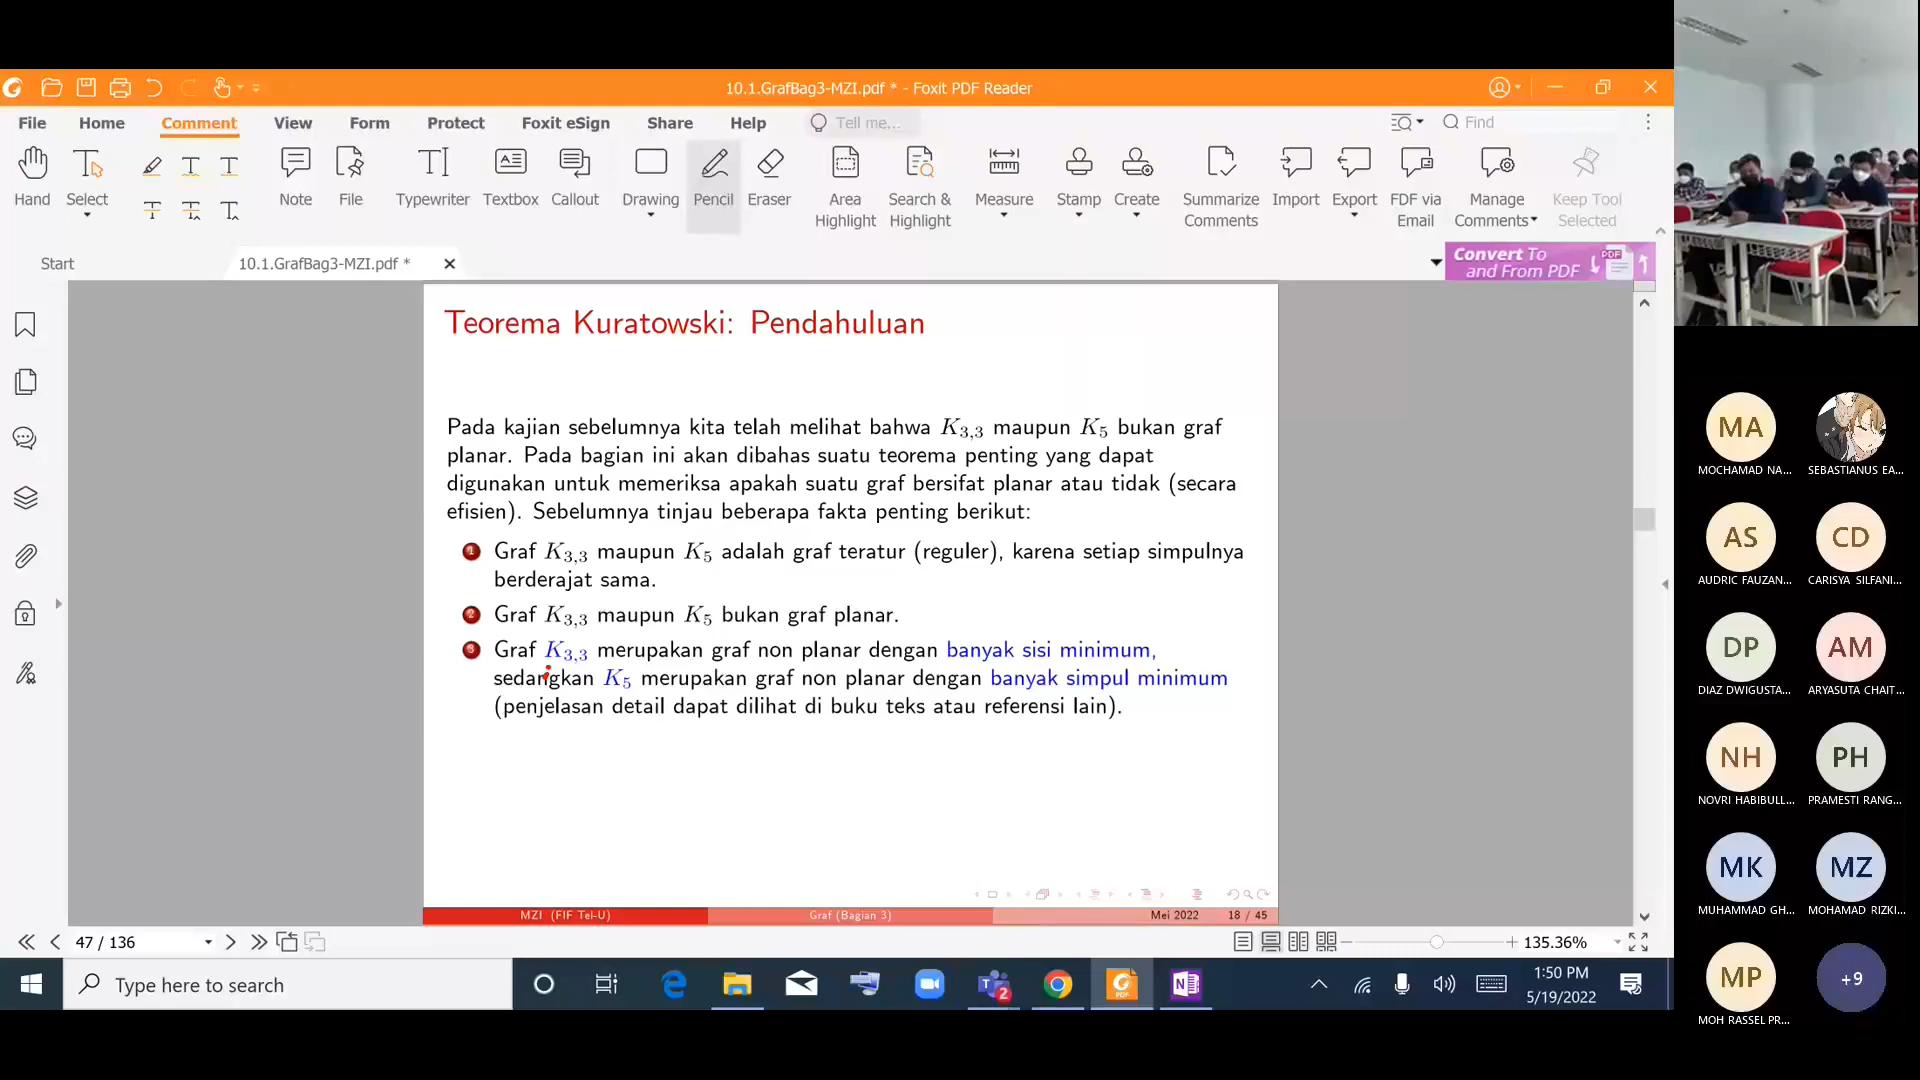 10.1.GrafBag3-MZI.pdf * - Foxit PDF Reader
File Home Comment View Form Protect Foxit eSign Share Help Tell me... Find
Hand Select Note File Typewriter Textbox Callout Drawing Pencil Eraser Area Highlight Search & Highlight Measure Stamp Create Summarize Comments Import Export FDF via Email Manage Comments Keep Tool Selected
Start 10.1.GrafBag3-MZI.pdf *
Convert To
and From PDF
PDF
Teorema Kuratowski: Pendahuluan
Pada kajian sebelumnya kita telah melihat bahwa K3,3 maupun K5 bukan graf
planar. Pada bagian ini akan dibahas suatu teorema penting yang dapat
digunakan untuk memeriksa apakah suatu graf bersifat planar atau tidak (secara
efisien). Sebelumnya tinjau beberapa fakta penting berikut:
1 Graf K3,3 maupun K5 adalah graf teratur (reguler), karena setiap simpulnya
berderajat sama.
2 Graf K3,3 maupun K5 bukan graf planar.
3 Graf K3,3 merupakan graf non planar dengan banyak sisi minimum,
sedangkan K5 merupakan graf non planar dengan banyak simpul minimum
(penjelasan detail dapat dilihat di buku teks atau referensi lain).
MZI (FIF Tel-U) Graf (Bagian 3) Mei 2022 18 / 45
47 / 136 135.36%
Type here to search
2
PDF
1:50 PM
5/19/2022
MA
MOCHAMAD NA... SEBASTIANUS EA...
AS CD
AUDRIC FAUZAN... CARISYA SILFANI...
DP AM
DIAZ DWIGUSTA... ARYASUTA CHAIT...
NH PH
NOVRI HABIBULL... PRAMESTI RANG...
MK MZ
MUHAMMAD GH... MOHAMAD RIZKI...
MP +9
MOH RASSEL PR...